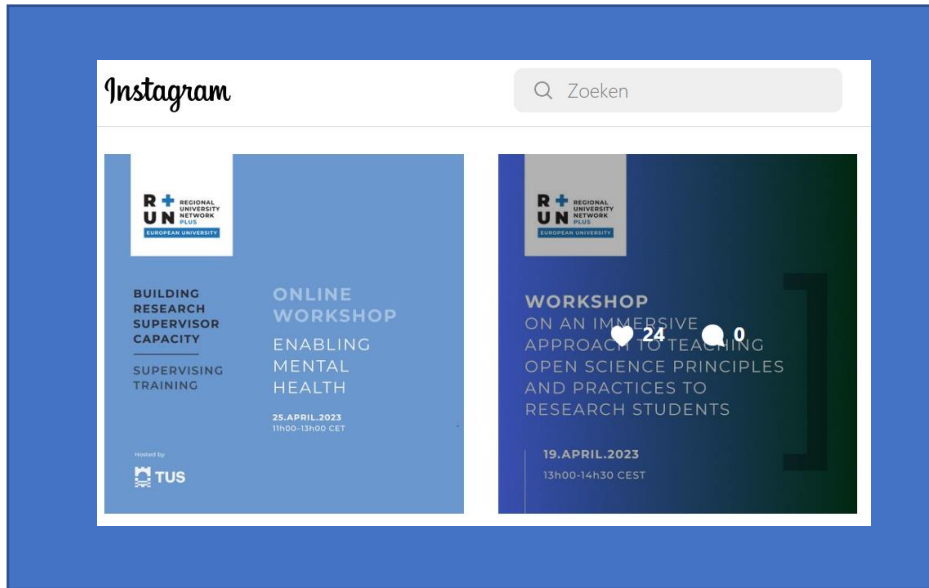 Instagram
Zoeken
R+ REGIONAL
UNIVERSITY
UN NETWORK
PLUS
EUROPEAN UNIVERSITY
BUILDING
RESEARCH
SUPERVISOR
CAPACITY
SUPERVISING
TRAINING
ONLINE
WORKSHOP
ENABLING
MENTAL
HEALTH
25.APRIL.2023
11h00-13h00 CET
Hosted by
TUS
R+ REGIONAL
UNIVERSITY
UN NETWORK
PLUS
EUROPEAN UNIVERSITY
WORKSHOP
ON AN IMMERSIVE
24 0
APPROACH TO TEACHING
OPEN SCIENCE PRINCIPLES
AND PRACTICES TO
RESEARCH STUDENTS
19.APRIL.2023
13h00-14h30 CEST